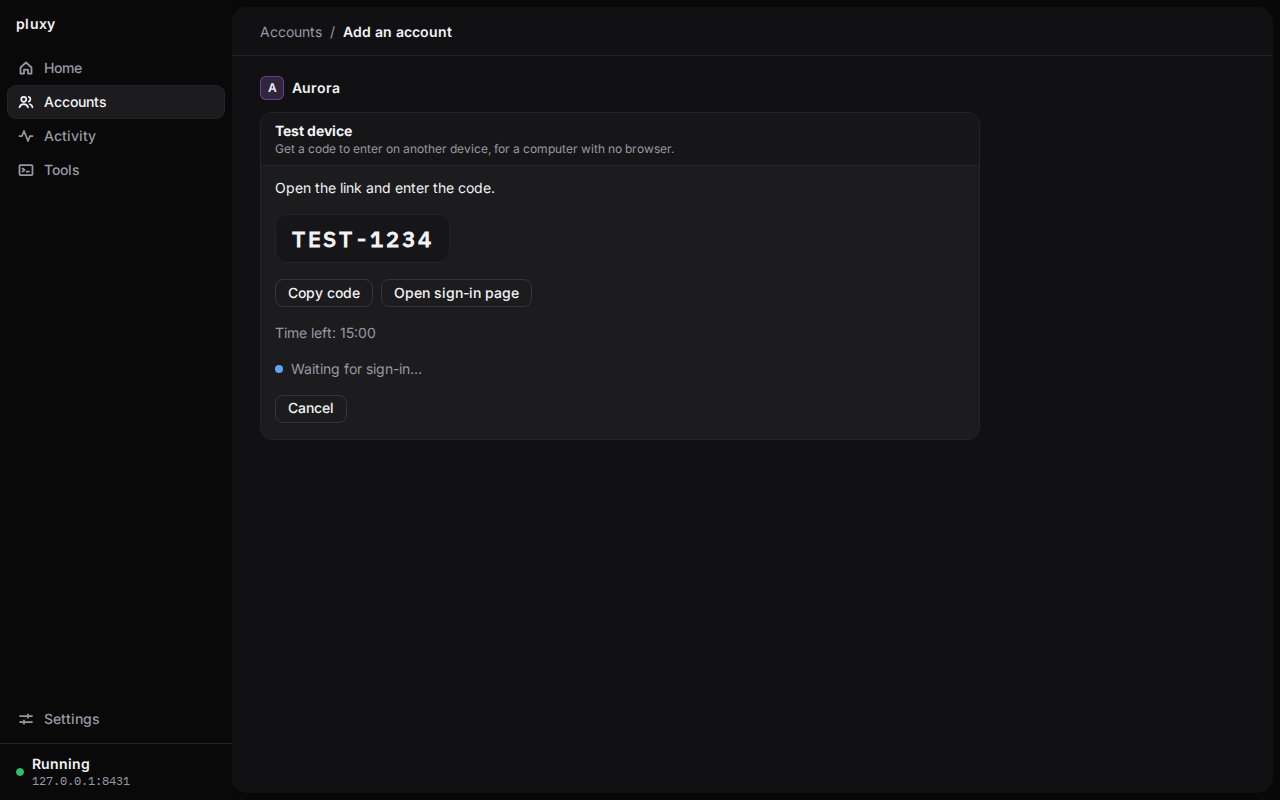 pluxy
Home
Accounts
Activity
Tools
Settings
Running
127.0.0.1:8431
Accounts / Add an account
A Aurora
Test device
Get a code to enter on another device, for a computer with no browser.
Open the link and enter the code.
TEST-1234
Copy code Open sign-in page
Time left: 15:00
Waiting for sign-in...
Cancel